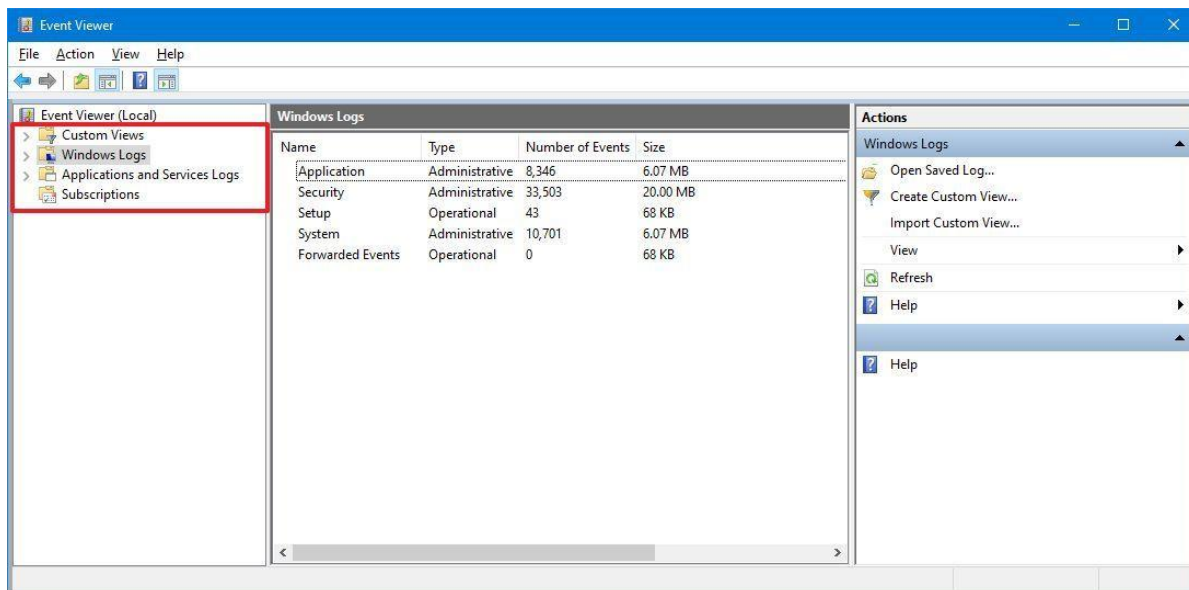 Event Viewer
File Action View Help
Event Viewer (Local)
Custom Views
Windows Logs
Applications and Services Logs
Subscriptions
Windows Logs
Name Type Number of Events Size
Application Administrative 8,346 6.07 MB
Security Administrative 33,503 20.00 MB
Setup Operational 43 68 KB
System Administrative 10,701 6.07 MB
Forwarded Events Operational 0 68 KB
Actions
Windows Logs
Open Saved Log...
Create Custom View...
Import Custom View...
View
Refresh
Help
Help